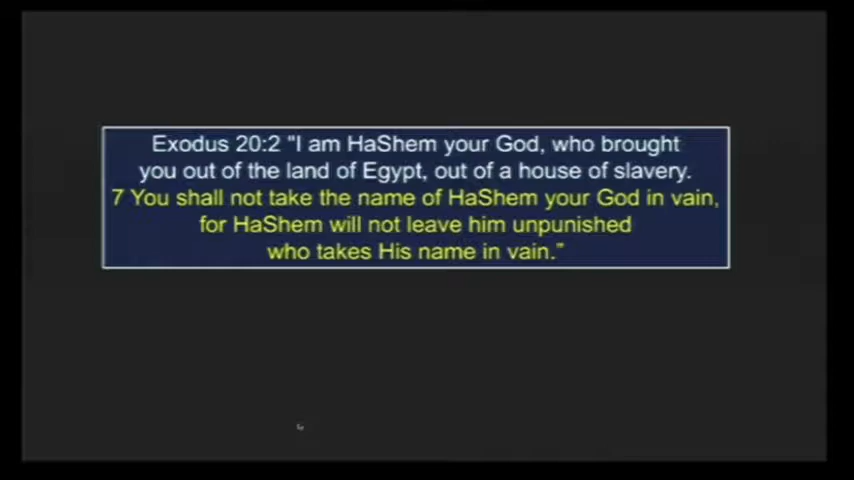 Exodus 20:2 "I am HaShem your God, who brought
you out of the land of Egypt, out of a house of slavery.
7 You shall not take the name of HaShem your God in vain,
for HaShem will not leave him unpunished
who takes His name in vain."